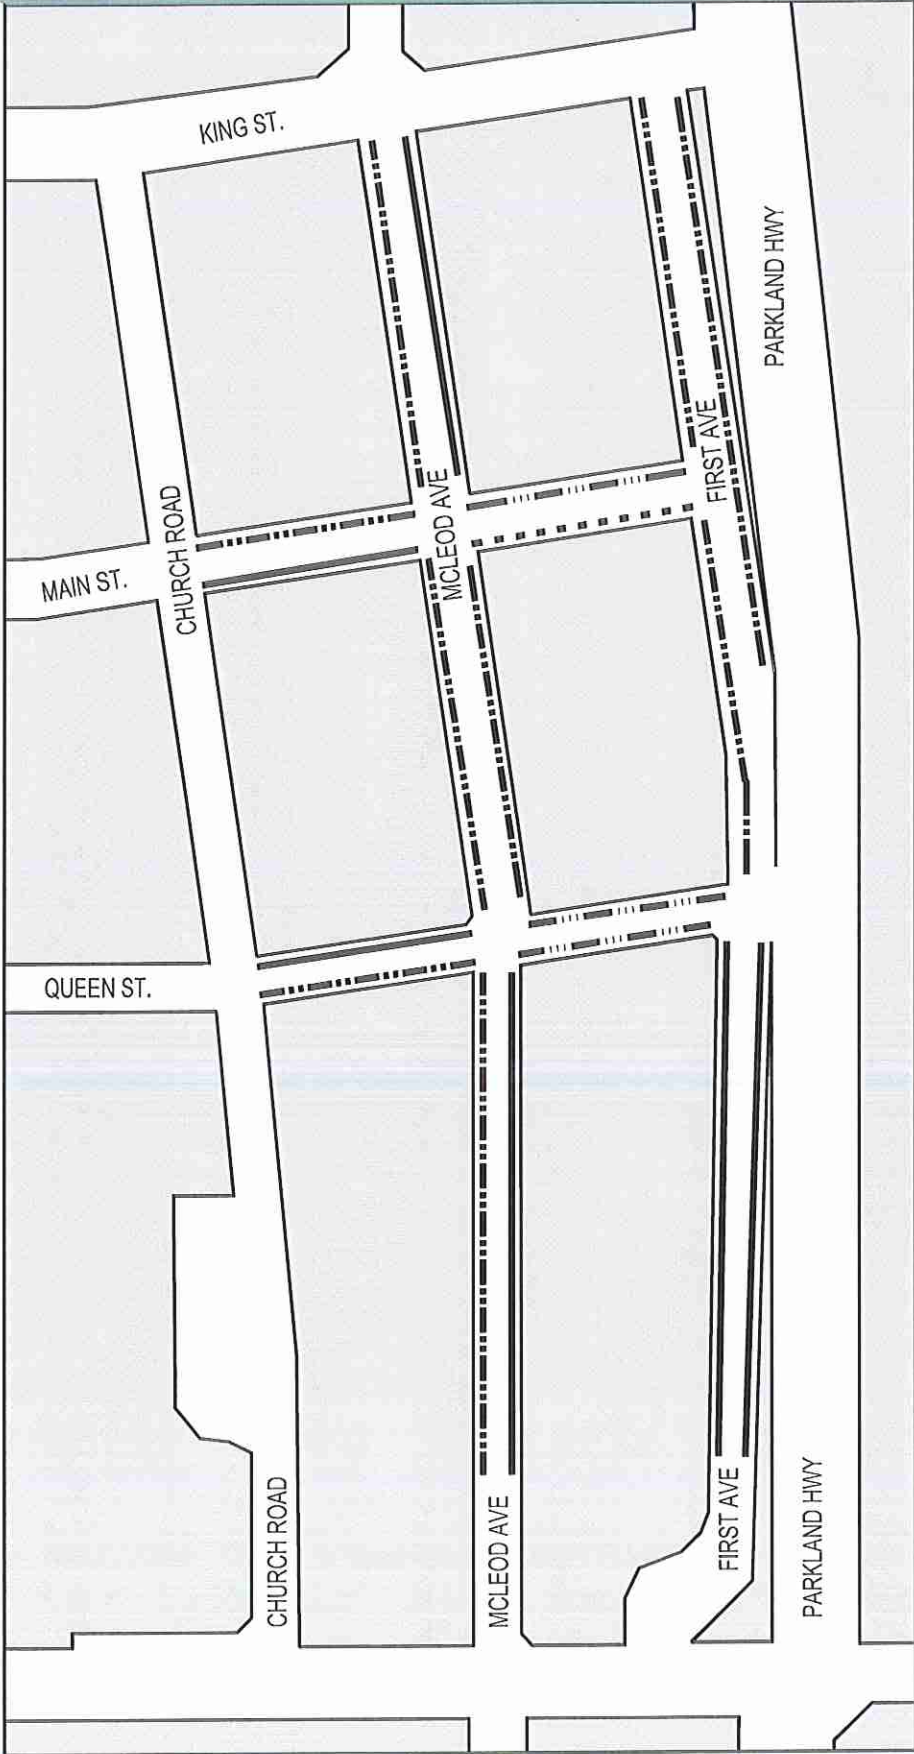 KING ST.
PARKLAND HWY
FIRST AVE
MCLEOD AVE
CHURCH ROAD
MAIN ST.
QUEEN ST.
CHURCH ROAD
MCLEOD AVE
FIRST AVE
PARKLAND HWY